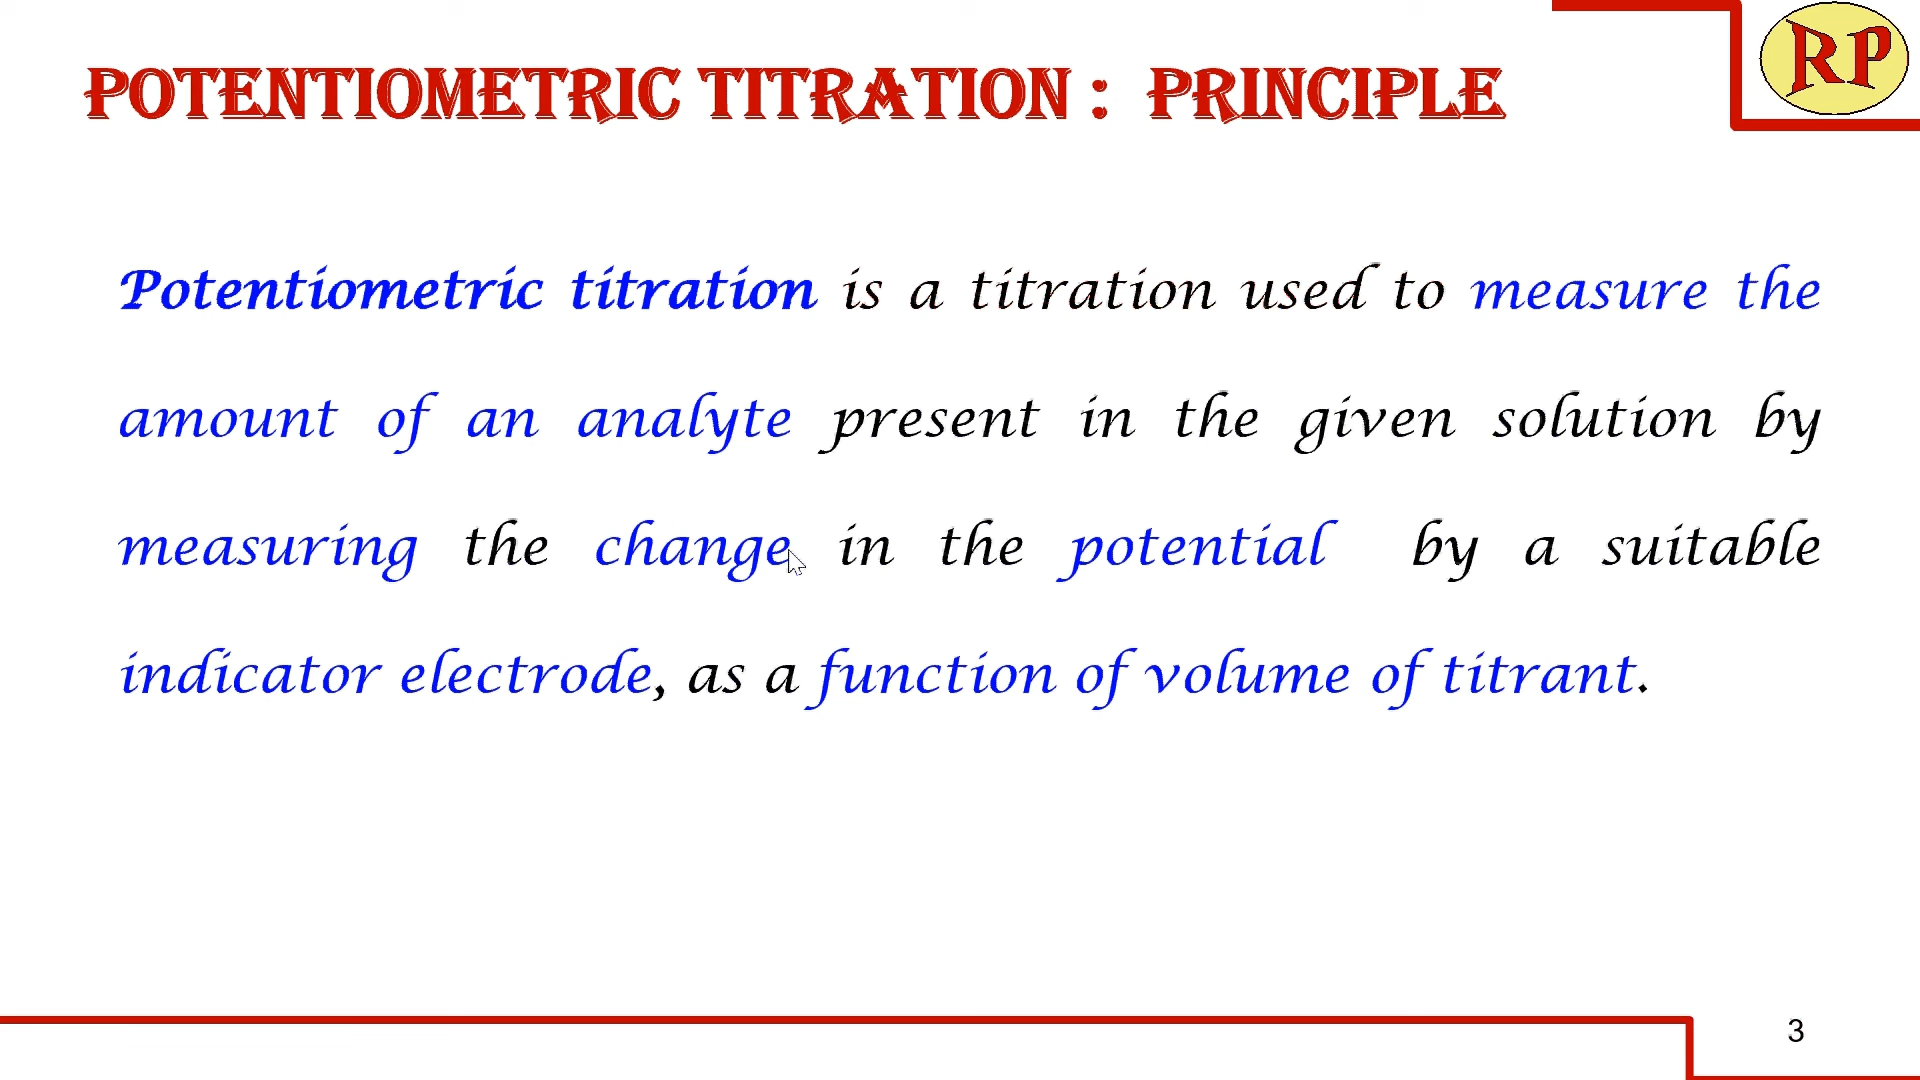 POTENTIOMETRIC TITRATION : PRINCIPLE
RP
Potentiometric titration is a titration used to measure the
amount of an analyte present in the given solution by
measuring the change in the potential by a suitable
indicator electrode, as a function of volume of titrant.
3